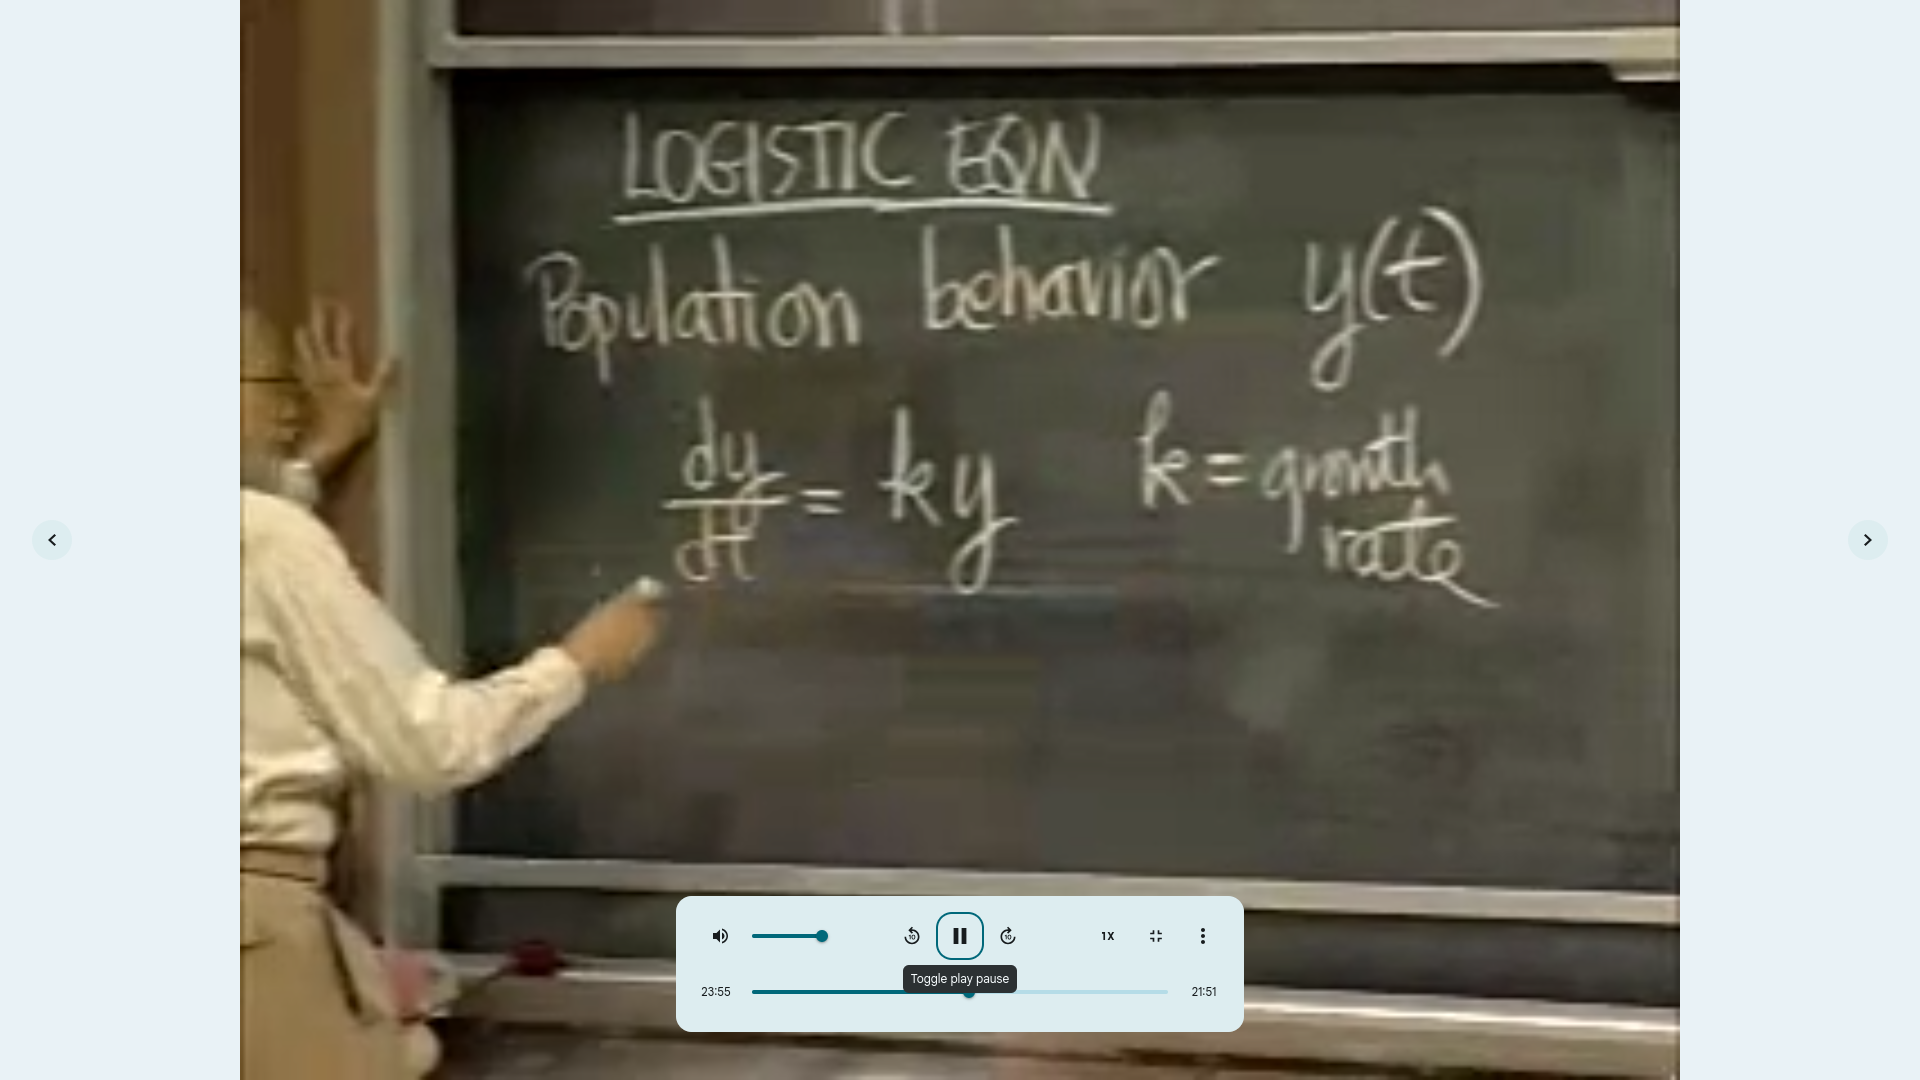 LOGISTIC EQN
Population behavior y(t)
dy/dt = ky k = growth
rate
1X
Toggle play pause
23:55 21:51